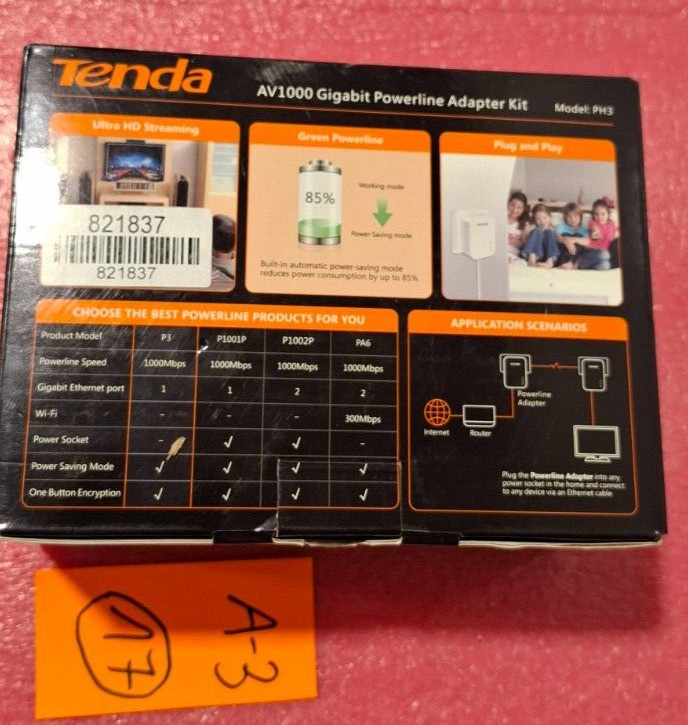 Tenda
AV1000 Gigabit Powerline Adapter Kit
Model: PH3
Ultra HD Streaming
821837
821837
Green Powerline
85%
Working mode
Power-Saving mode
Built-in automatic power-saving mode
reduces power consumption by up to 85%
Plug and Play
CHOOSE THE BEST POWERLINE PRODUCTS FOR YOU
Product Model P3 P1001P P1002P PA6
Powerline Speed 1000Mbps 1000Mbps 1000Mbps 1000Mbps
Gigabit Ethernet port 1 1 2 2
Wi-Fi - - - 300Mbps
Power Socket - ✓ ✓ -
Power Saving Mode ✓ ✓ ✓ ✓
One Button Encryption ✓ ✓ ✓ ✓
APPLICATION SCENARIOS
Powerline
Adapter
Internet
Router
Plug the Powerline Adapter into any
power socket in the home and connect
to any device via an Ethernet cable
A-3
17